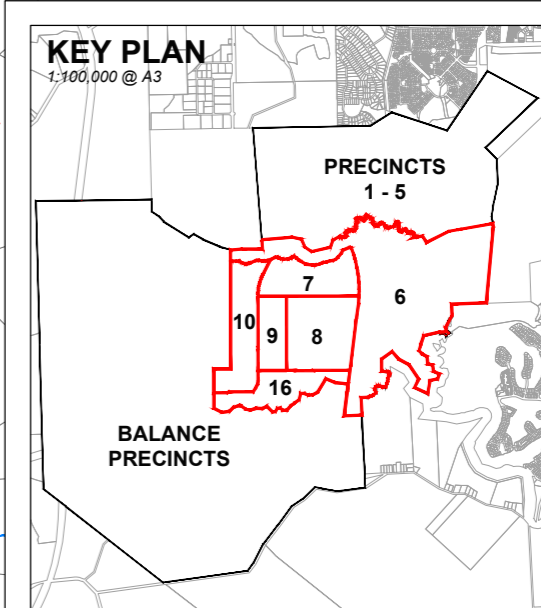 KEY PLAN
1:100,000 @ A3
PRECINCTS
1 - 5
7
6
10
9
8
16
BALANCE
PRECINCTS